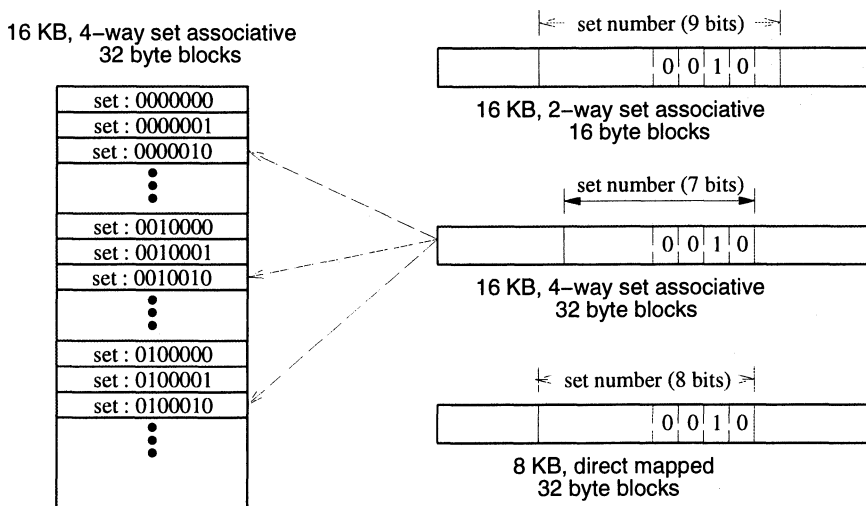 16 KB, 4−way set associative
32 byte blocks
set : 0000000
set : 0000001
set : 0000010
set : 0010000
set : 0010001
set : 0010010
set : 0100000
set : 0100001
set : 0100010
set number (9 bits)
0 0 1 0
16 KB, 2−way set associative
16 byte blocks
set number (7 bits)
0 0 1 0
16 KB, 4−way set associative
32 byte blocks
set number (8 bits)
0 0 1 0
8 KB, direct mapped
32 byte blocks